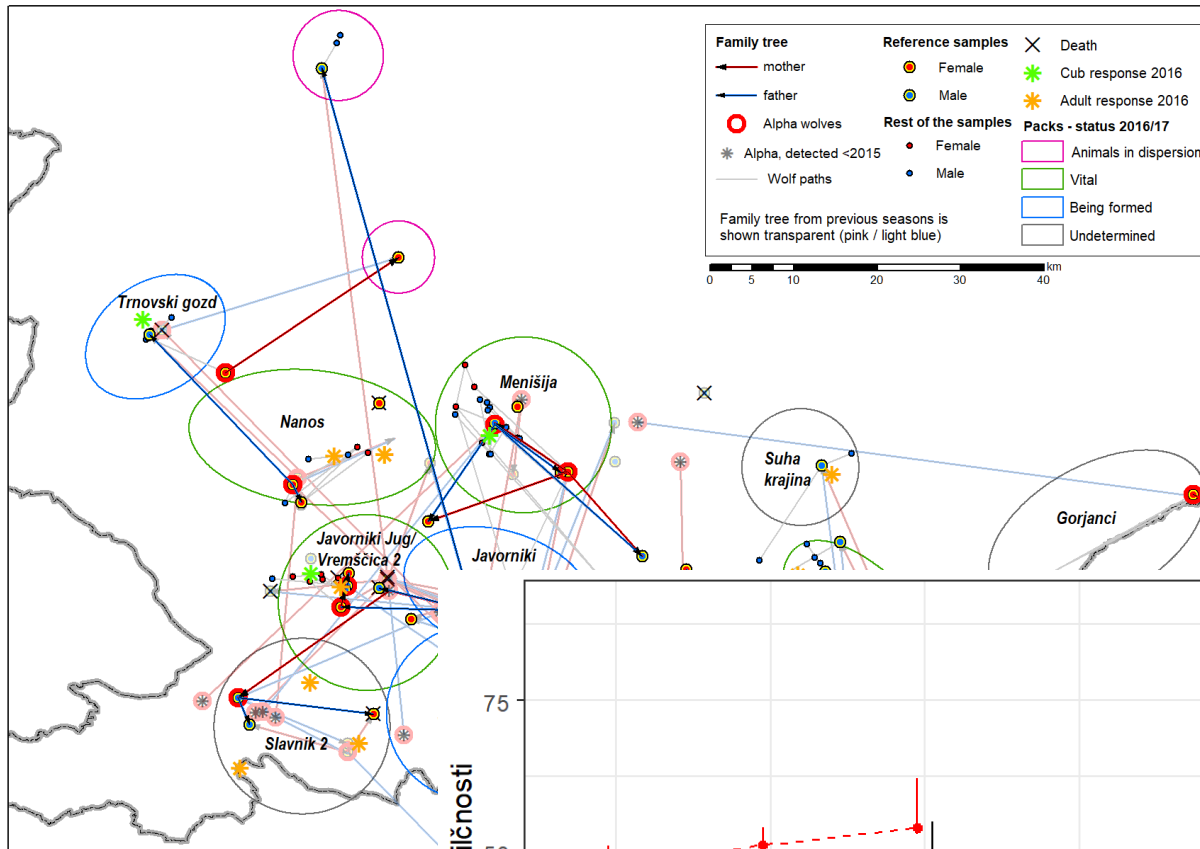 Family tree
mother
father
Alpha wolves
Alpha, detected <2015
Wolf paths
Family tree from previous seasons is
shown transparent (pink / light blue)
Reference samples
Female
Male
Rest of the samples
Female
Male
Death
Cub response 2016
Adult response 2016
Packs - status 2016/17
Animals in dispersion
Vital
Being formed
Undetermined
0 5 10 20 30 40
km
Trnovski gozd
Nanos
Menišija
Suha
krajina
Gorjanci
Javorniki Jug/
Vremščica 2
Javorniki
Slavnik 2
75